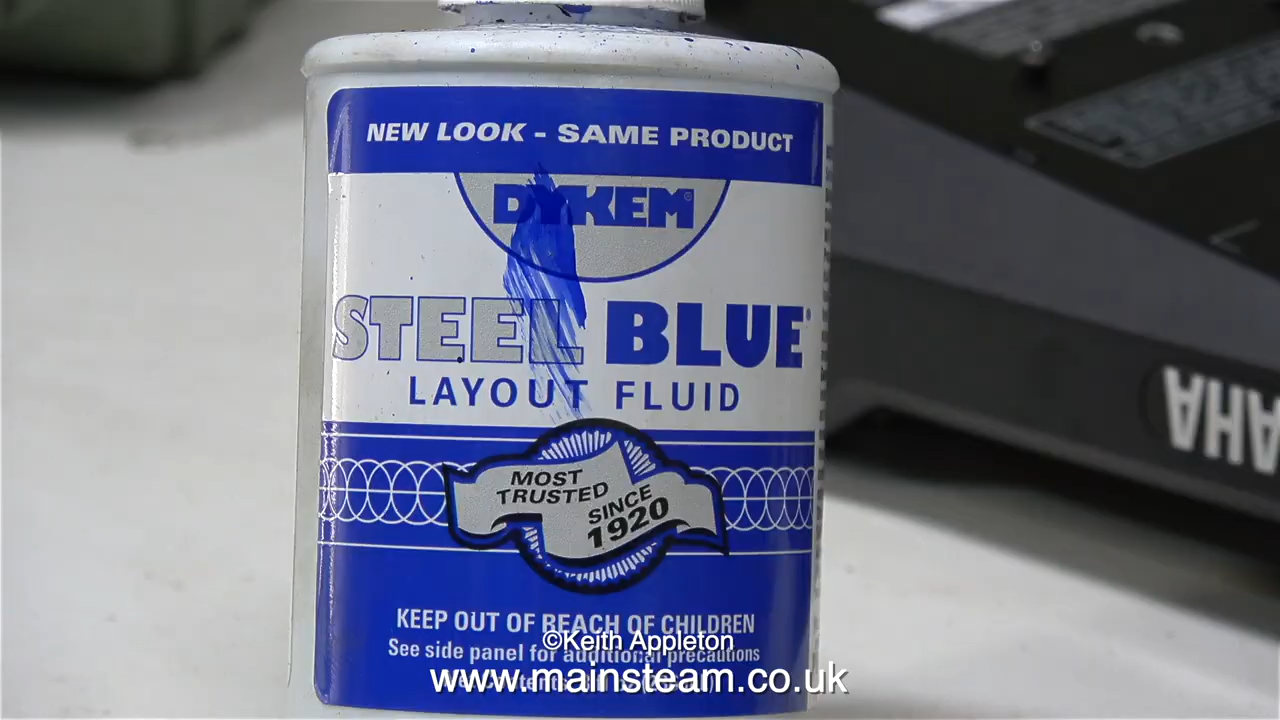 NEW LOOK - SAME PRODUCT
DYKEM®
STEEL BLUE®
LAYOUT FLUID
MOST
TRUSTED
SINCE
1920
KEEP OUT OF REACH OF CHILDREN
See side panel for additional precautions
©Keith Appleton
www.mainsteam.co.uk
AHA